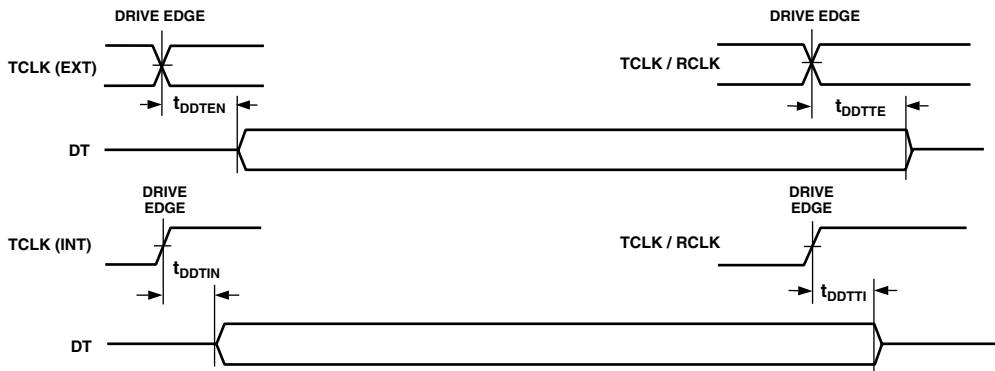 DRIVE EDGE
DRIVE EDGE
TCLK (EXT)
TCLK / RCLK
tDDTEN
tDDTTE
DT
DRIVE
EDGE
DRIVE
EDGE
TCLK (INT)
TCLK / RCLK
tDDTIN
tDDTTI
DT